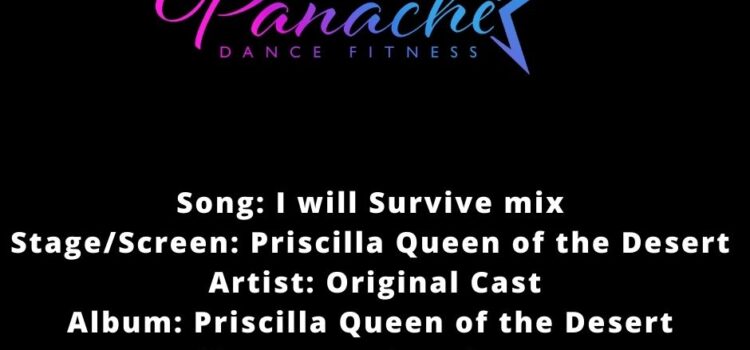 Panache
DANCE FITNESS
Song: I will Survive mix
Stage/Screen: Priscilla Queen of the Desert
Artist: Original Cast
Album: Priscilla Queen of the Desert